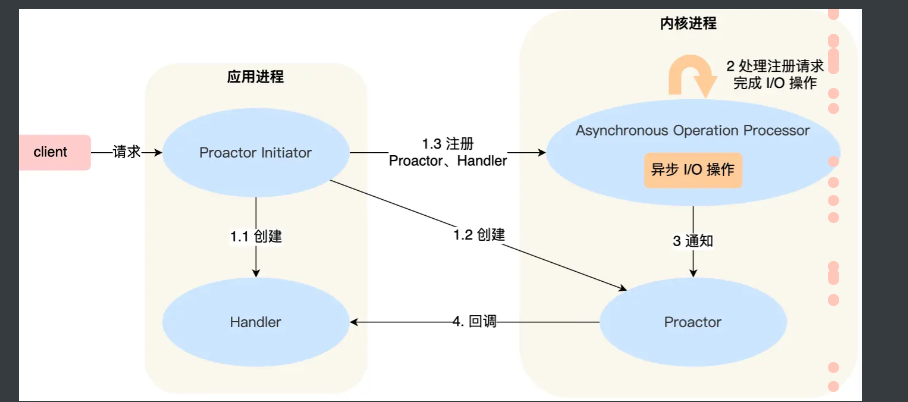 内核进程
应用进程
2 处理注册请求
完成 I/O 操作
client
请求
Proactor Initiator
1.3 注册
Proactor、Handler
Asynchronous Operation Processor
异步 I/O 操作
1.1 创建
1.2 创建
3 通知
Handler
4. 回调
Proactor